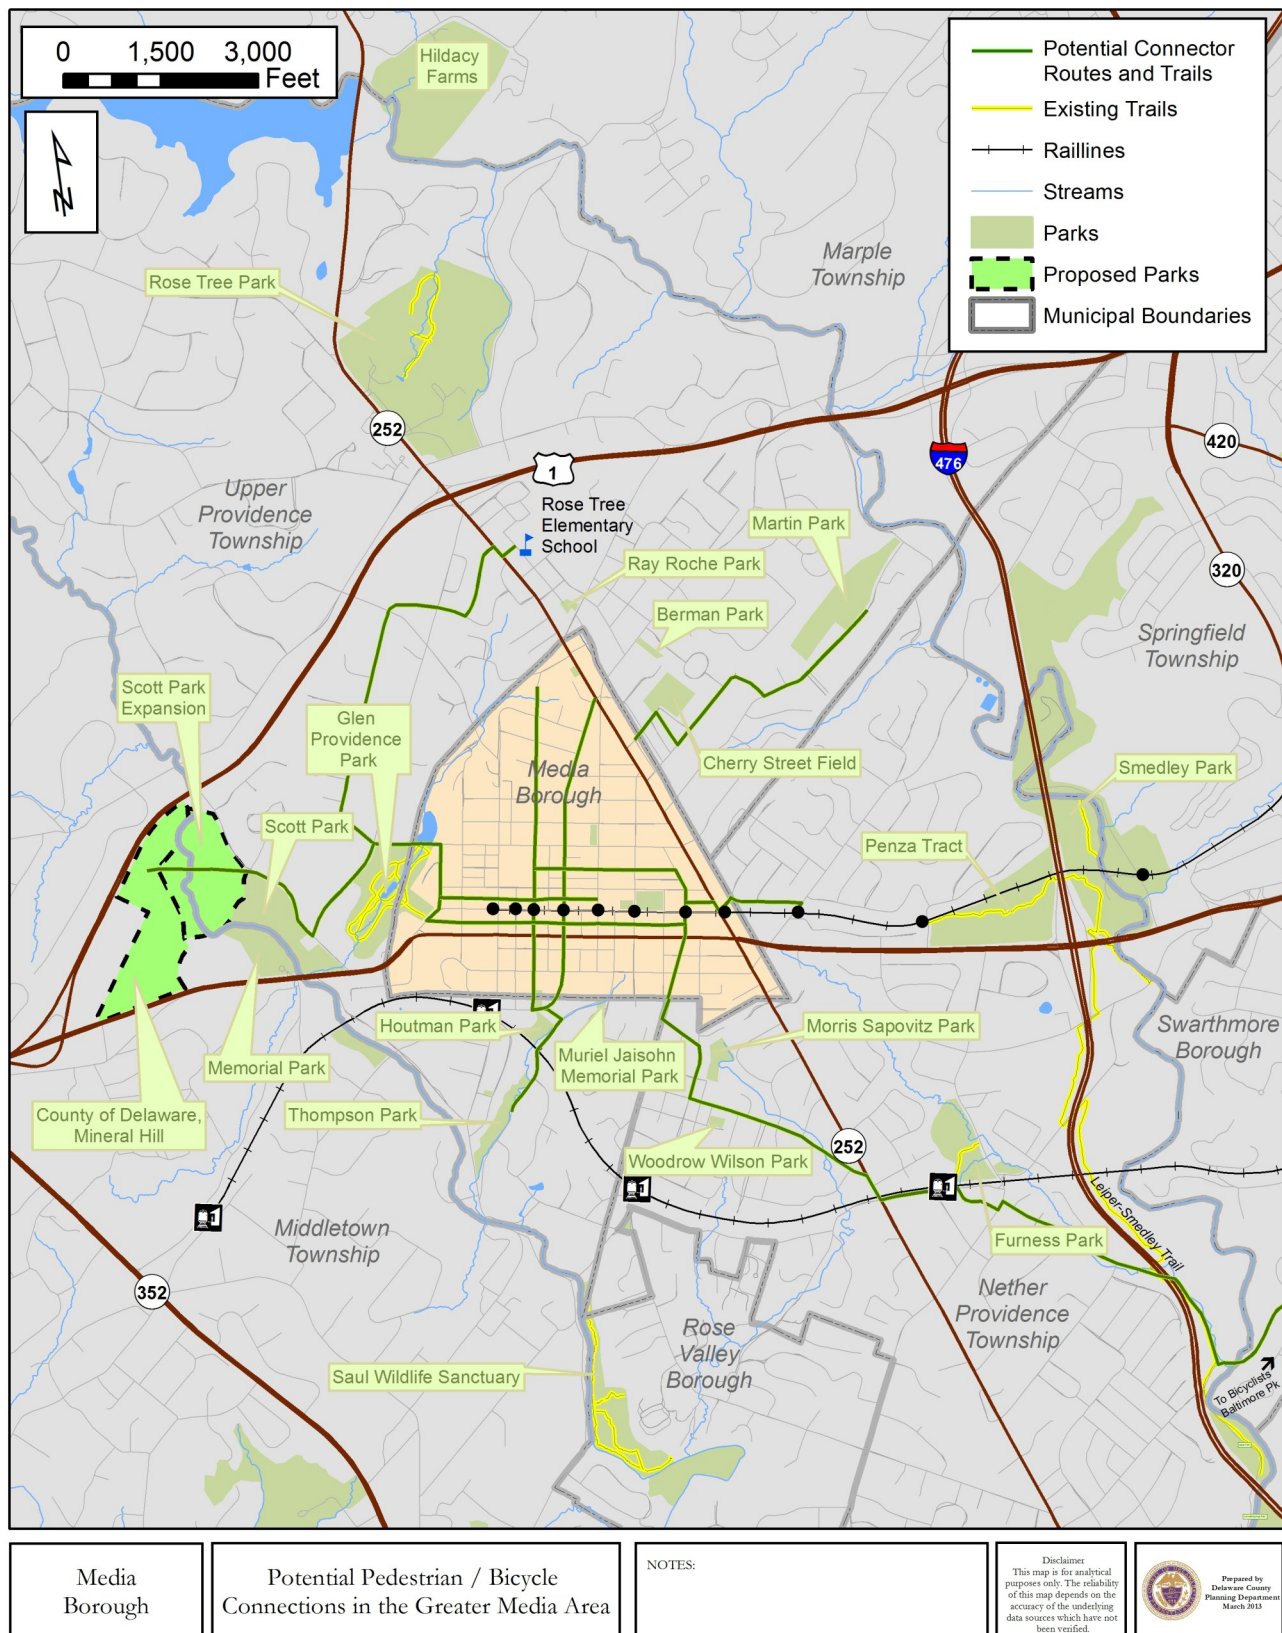 0 1,500 3,000
Feet
N
Potential Connector
Routes and Trails
Existing Trails
Raillines
Streams
Parks
Proposed Parks
Municipal Boundaries
Hildacy
Farms
Marple
Township
Rose Tree Park
252
1
476
420
Upper
Providence
Township
Rose Tree
Elementary
School
Martin Park
Ray Roche Park
320
Berman Park
Springfield
Township
Scott Park
Expansion
Glen
Providence
Park
Media
Borough
Cherry Street Field
Smedley Park
Scott Park
Penza Tract
Houtman Park
Muriel Jaisohn
Memorial Park
Morris Sapovitz Park
Swarthmore
Borough
Memorial Park
County of Delaware,
Mineral Hill
Thompson Park
Woodrow Wilson Park
252
Leiper-Smedley Trail
Furness Park
Middletown
Township
352
Nether
Providence
Township
Rose
Valley
Borough
Saul Wildlife Sanctuary
To Bicyclists
Baltimore Pk
Media
Borough
Potential Pedestrian / Bicycle
Connections in the Greater Media Area
NOTES:
Disclaimer
This map is for analytical
purposes only. The reliability
of this map depends on the
accuracy of the underlying
data sources which have not
been verified.
Prepared by
Delaware County
Planning Department
March 2013